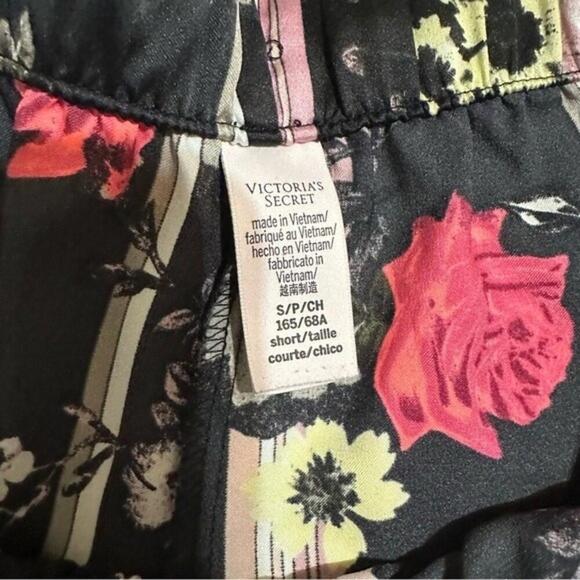 VICTORIA'S
SECRET
made in Vietnam/
fabriqué au Vietnam/
hecho en Vietnam/
fabbricato in
Vietnam/
越南制造
S/P/CH
165/68A
short/taille
courte/chico